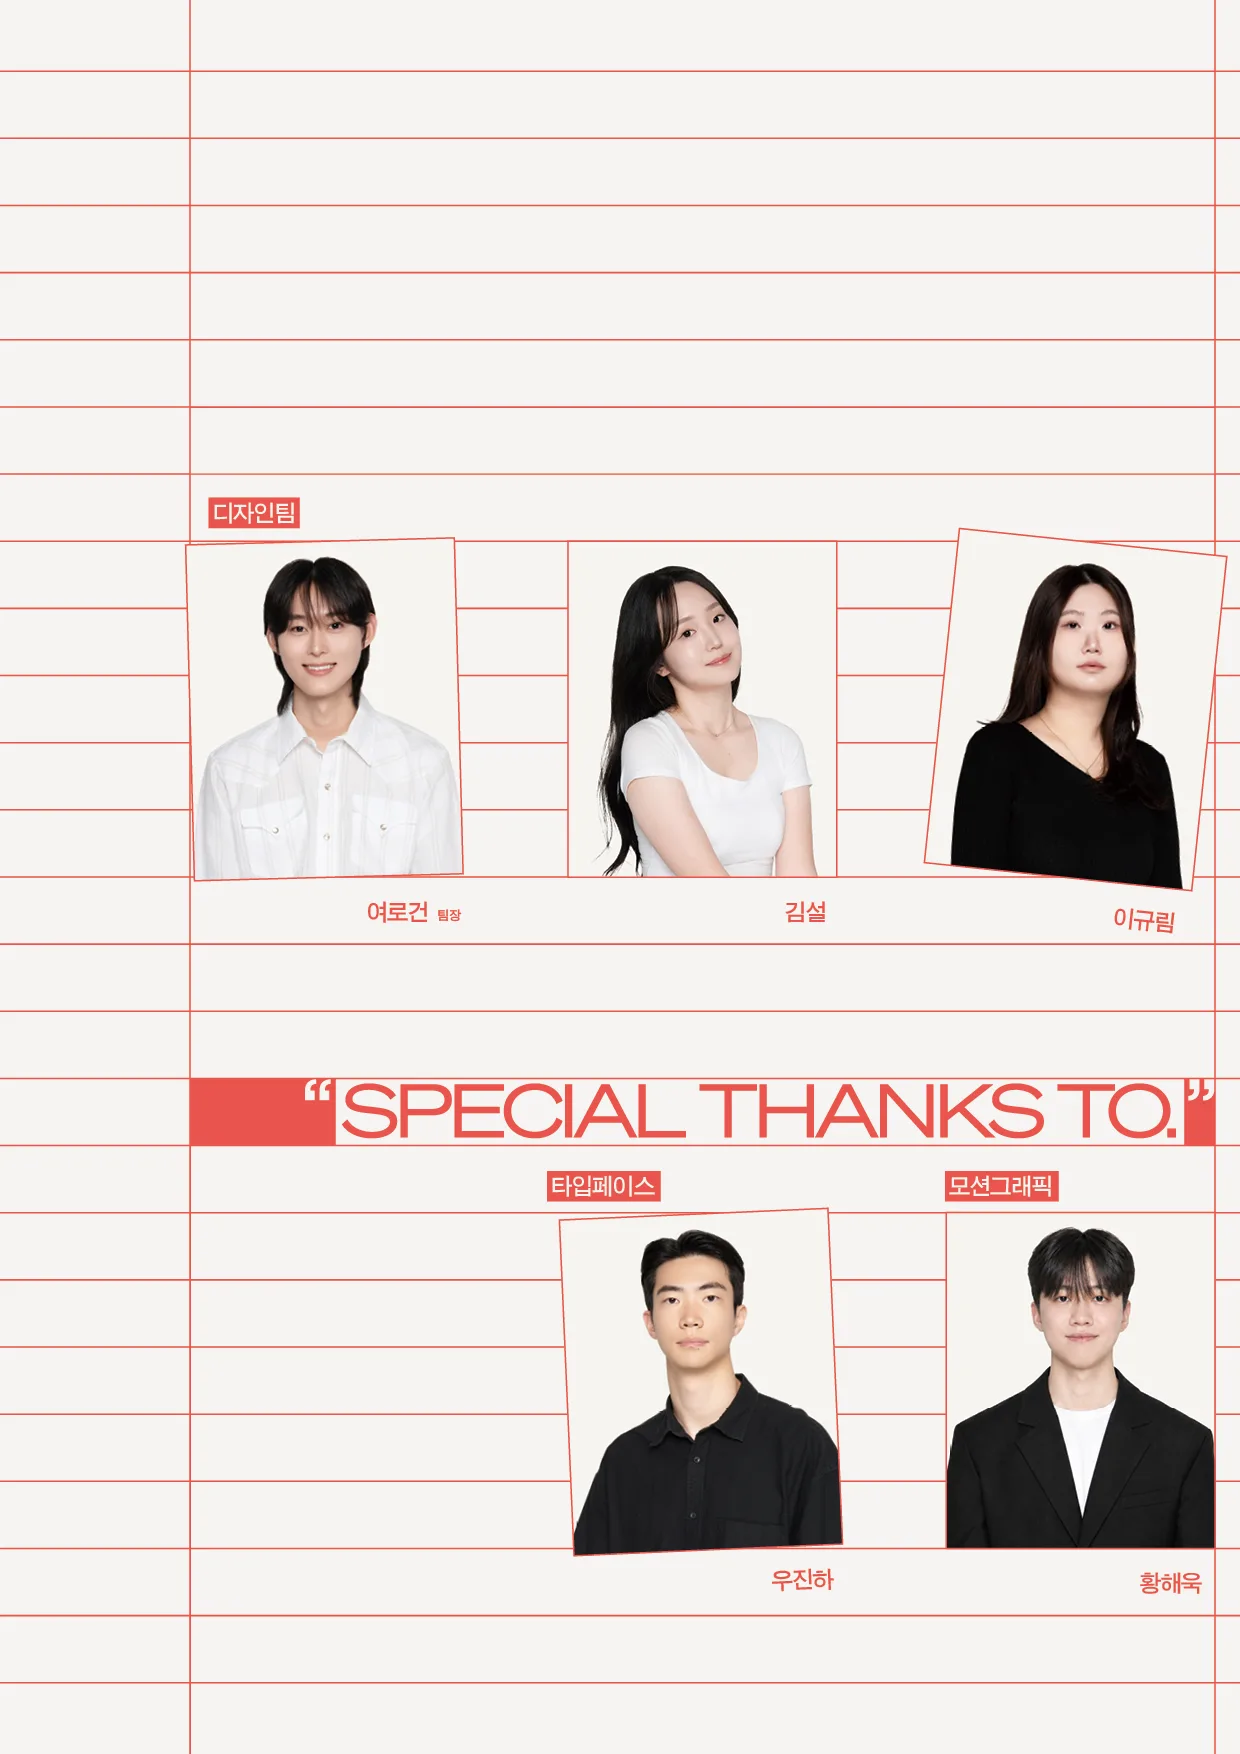 디자인팀
여로건 팀장
김설
이규림
“SPECIAL THANKS TO.”
타입페이스
모션그래픽
우진하
황해욱